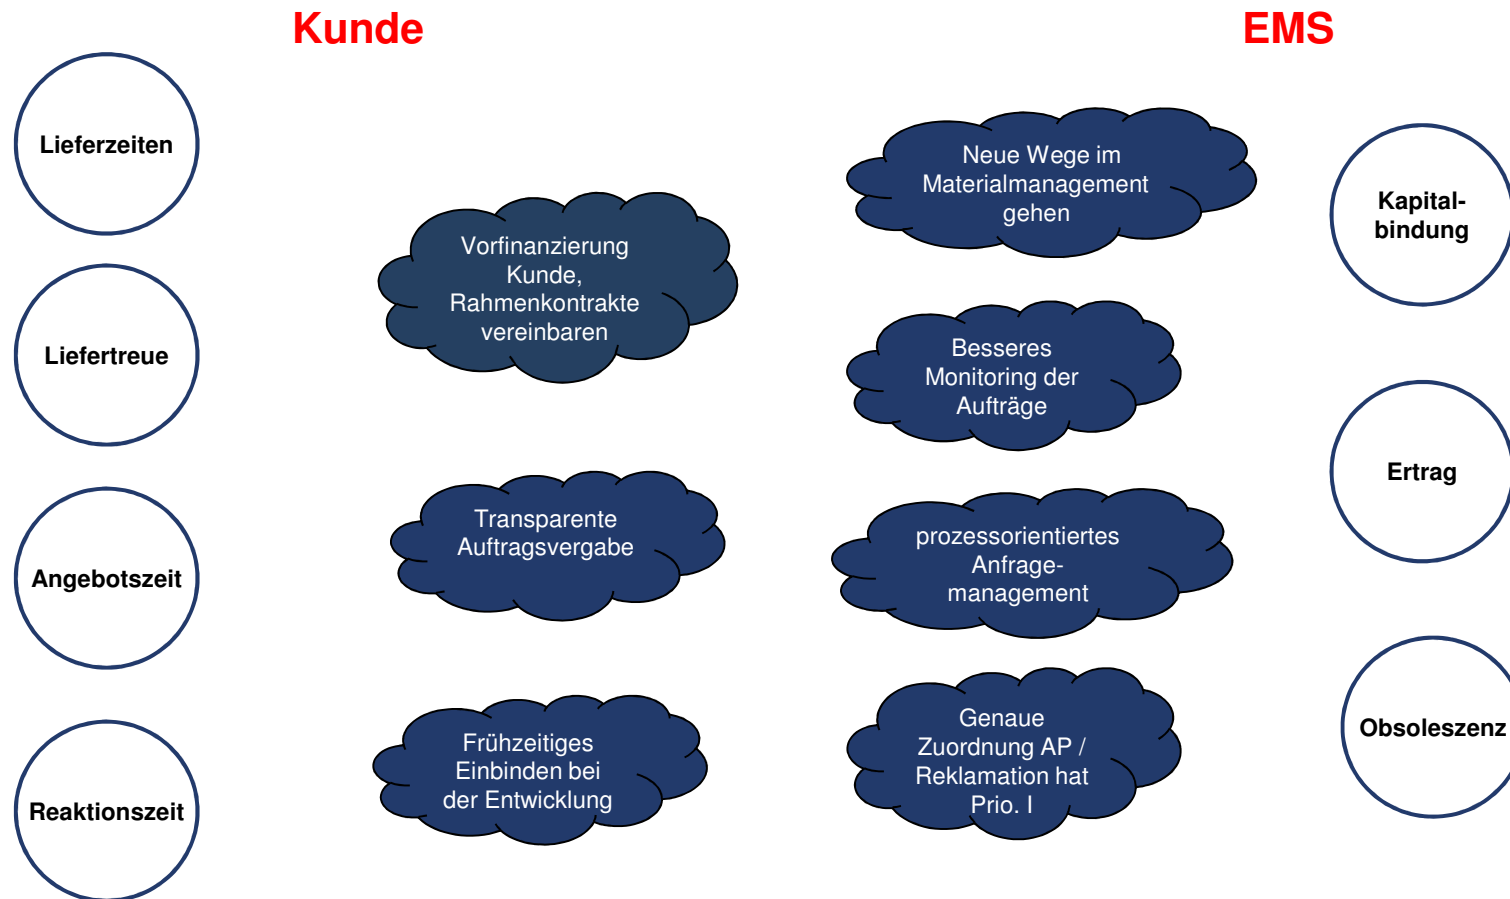 Kunde
EMS
Lieferzeiten
Liefertreue
Angebotszeit
Reaktionszeit
Vorfinanzierung
Kunde,
Rahmenkontrakte
vereinbaren
Transparente
Auftragsvergabe
Frühzeitiges
Einbinden bei
der Entwicklung
Neue Wege im
Materialmanagement
gehen
Besseres
Monitoring der
Aufträge
prozessorientiertes
Anfrage-
management
Genaue
Zuordnung AP /
Reklamation hat
Prio. I
Kapital-
bindung
Ertrag
Obsoleszenz